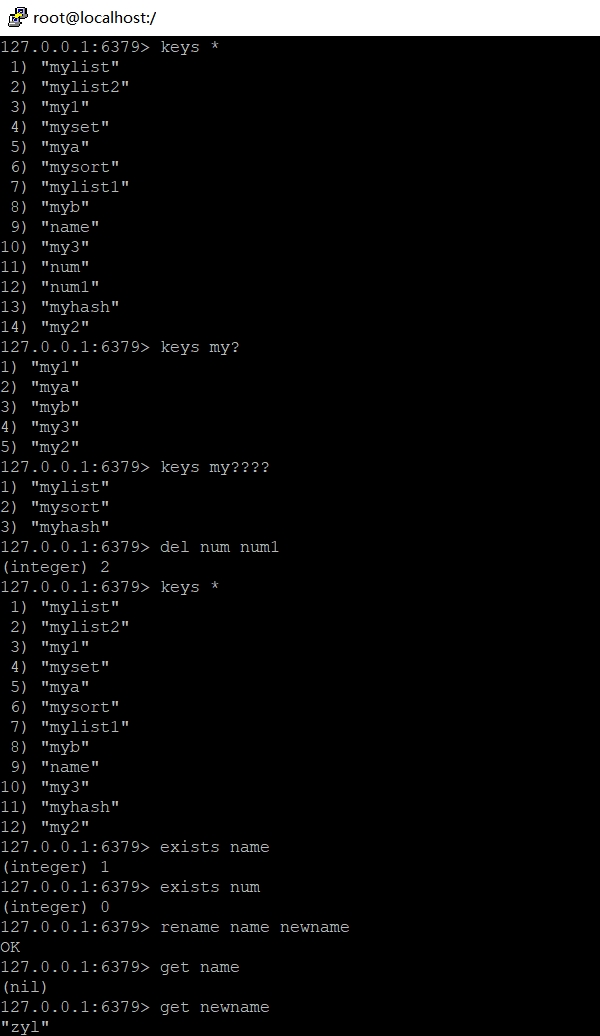 root@localhost:/
127.0.0.1:6379> keys *
 1) "mylist"
 2) "mylist2"
 3) "my1"
 4) "myset"
 5) "mya"
 6) "mysort"
 7) "mylist1"
 8) "myb"
 9) "name"
10) "my3"
11) "num"
12) "num1"
13) "myhash"
14) "my2"
127.0.0.1:6379> keys my?
1) "my1"
2) "mya"
3) "myb"
4) "my3"
5) "my2"
127.0.0.1:6379> keys my????
1) "mylist"
2) "mysort"
3) "myhash"
127.0.0.1:6379> del num num1
(integer) 2
127.0.0.1:6379> keys *
 1) "mylist"
 2) "mylist2"
 3) "my1"
 4) "myset"
 5) "mya"
 6) "mysort"
 7) "mylist1"
 8) "myb"
 9) "name"
10) "my3"
11) "myhash"
12) "my2"
127.0.0.1:6379> exists name
(integer) 1
127.0.0.1:6379> exists num
(integer) 0
127.0.0.1:6379> rename name newname
OK
127.0.0.1:6379> get name
(nil)
127.0.0.1:6379> get newname
"zyl"